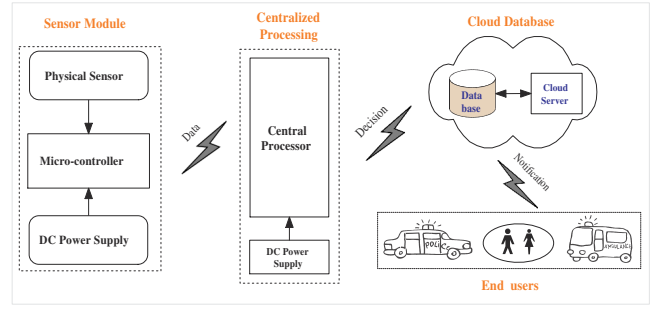 Sensor Module
Physical Sensor
Micro-controller
DC Power Supply
Data
Centralized
Processing
Central
Processor
DC Power
Supply
Decision
Cloud Database
Data
base
Cloud
Server
Notification
POLICE
AMBULANCE
End users